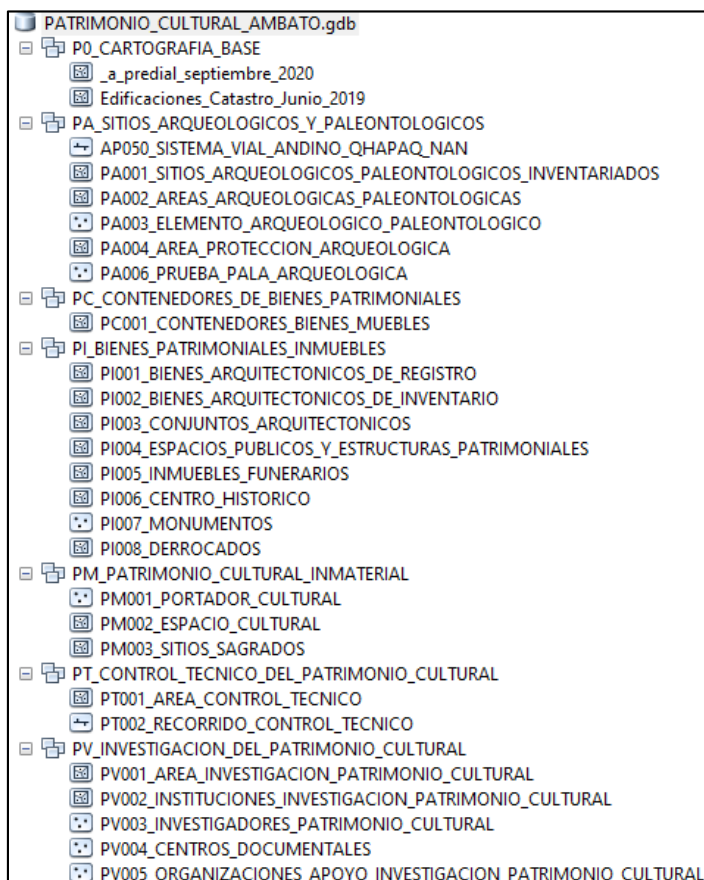 PATRIMONIO_CULTURAL_AMBATO.gdb
P0_CARTOGRAFIA_BASE
_a_predial_septiembre_2020
Edificaciones_Catastro_Junio_2019
PA_SITIOS_ARQUEOLOGICOS_Y_PALEONTOLOGICOS
AP050_SISTEMA_VIAL_ANDINO_QHAPAQ_NAN
PA001_SITIOS_ARQUEOLOGICOS_PALEONTOLOGICOS_INVENTARIADOS
PA002_AREAS_ARQUEOLOGICAS_PALEONTOLOGICAS
PA003_ELEMENTO_ARQUEOLOGICO_PALEONTOLOGICO
PA004_AREA_PROTECCION_ARQUEOLOGICA
PA006_PRUEBA_PALA_ARQUEOLOGICA
PC_CONTENEDORES_DE_BIENES_PATRIMONIALES
PC001_CONTENEDORES_BIENES_MUEBLES
PI_BIENES_PATRIMONIALES_INMUEBLES
PI001_BIENES_ARQUITECTONICOS_DE_REGISTRO
PI002_BIENES_ARQUITECTONICOS_DE_INVENTARIO
PI003_CONJUNTOS_ARQUITECTONICOS
PI004_ESPACIOS_PUBLICOS_Y_ESTRUCTURAS_PATRIMONIALES
PI005_INMUEBLES_FUNERARIOS
PI006_CENTRO_HISTORICO
PI007_MONUMENTOS
PI008_DERROCADOS
PM_PATRIMONIO_CULTURAL_INMATERIAL
PM001_PORTADOR_CULTURAL
PM002_ESPACIO_CULTURAL
PM003_SITIOS_SAGRADOS
PT_CONTROL_TECNICO_DEL_PATRIMONIO_CULTURAL
PT001_AREA_CONTROL_TECNICO
PT002_RECORRIDO_CONTROL_TECNICO
PV_INVESTIGACION_DEL_PATRIMONIO_CULTURAL
PV001_AREA_INVESTIGACION_PATRIMONIO_CULTURAL
PV002_INSTITUCIONES_INVESTIGACION_PATRIMONIO_CULTURAL
PV003_INVESTIGADORES_PATRIMONIO_CULTURAL
PV004_CENTROS_DOCUMENTALES
PV005_ORGANIZACIONES_APOYO_INVESTIGACION_PATRIMONIO_CULTURAL